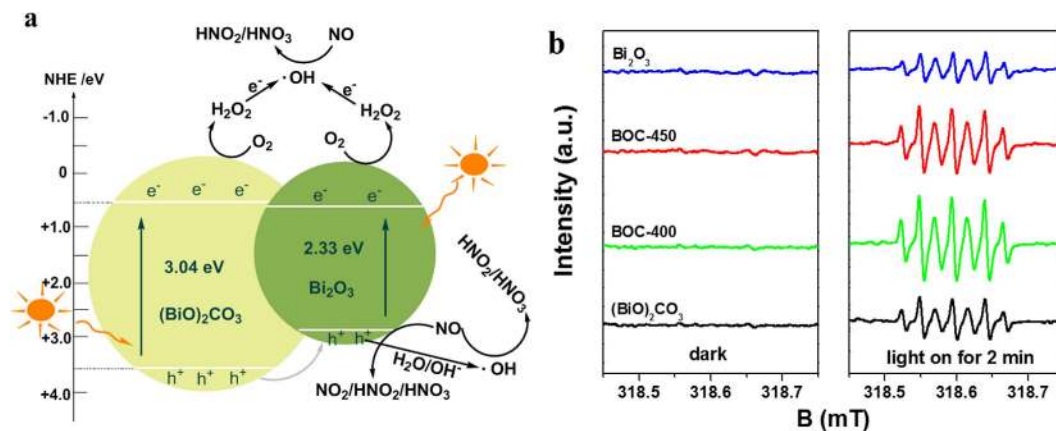 a
HNO₂/HNO₃ NO
·OH
e⁻ e⁻
H₂O₂ H₂O₂
O₂ O₂
NHE /eV
-1.0
0
+1.0
+2.0
+3.0
+4.0
e⁻ e⁻ e⁻ e⁻ e⁻
3.04 eV
(BiO)₂CO₃
2.33 eV
Bi₂O₃
h⁺ h⁺ h⁺
h⁺ h⁺
NO
H₂O/OH⁻
·OH
HNO₂/HNO₃
NO₂/HNO₂/HNO₃
b
Intensity (a.u.)
Bi₂O₃
BOC-450
BOC-400
(BiO)₂CO₃
dark
light on for 2 min
318.5 318.6 318.7
318.5 318.6 318.7
B (mT)